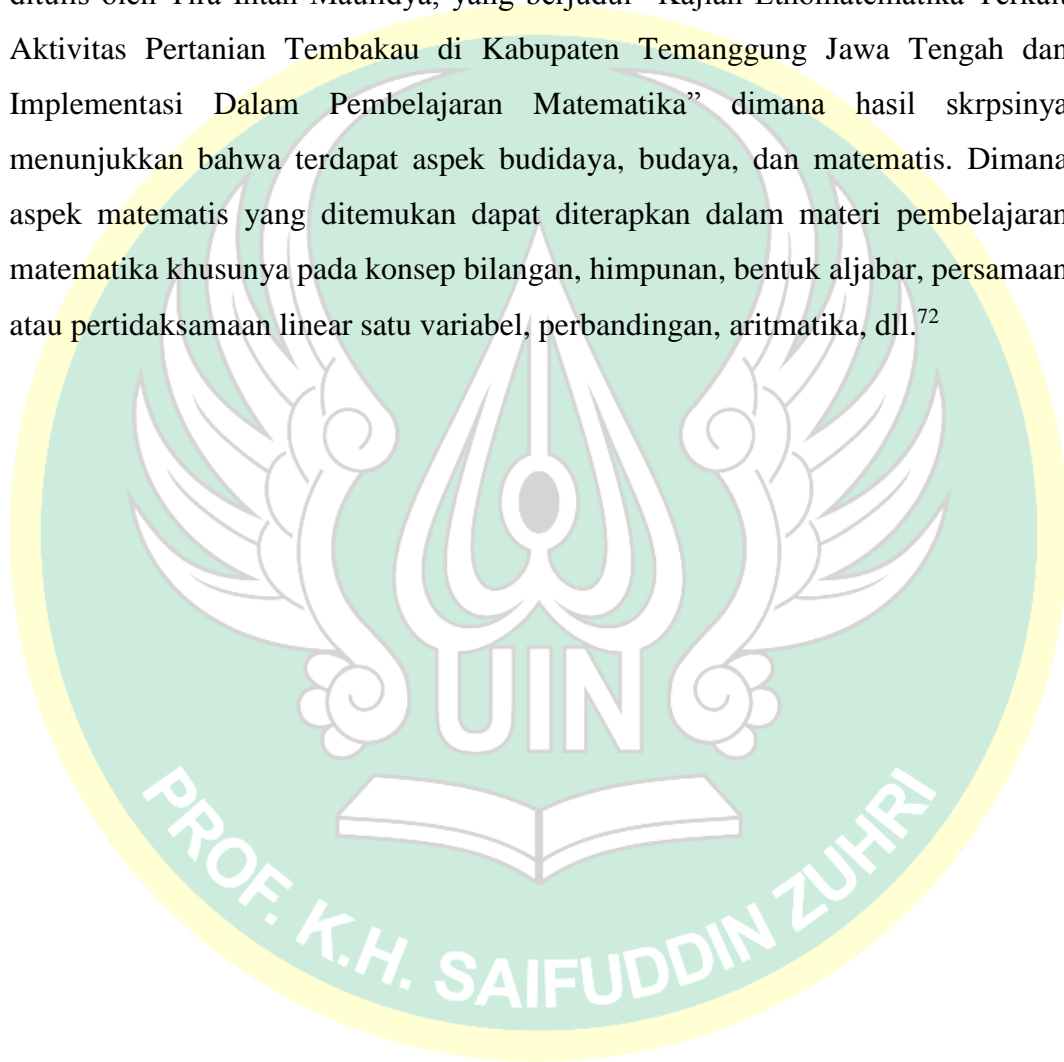 ditulis oleh Tifa Intan Maulidya, yang berjudul “Kajian Etnomatematika Terkait
Aktivitas Pertanian Tembakau di Kabupaten Temanggung Jawa Tengah dan
Implementasi Dalam Pembelajaran Matematika” dimana hasil skrpsinya
menunjukkan bahwa terdapat aspek budidaya, budaya, dan matematis. Dimana
aspek matematis yang ditemukan dapat diterapkan dalam materi pembelajaran
matematika khusunya pada konsep bilangan, himpunan, bentuk aljabar, persamaan
atau pertidaksamaan linear satu variabel, perbandingan, aritmatika, dll.72
UIN
PROF. K.H. SAIFUDDIN ZUHRI